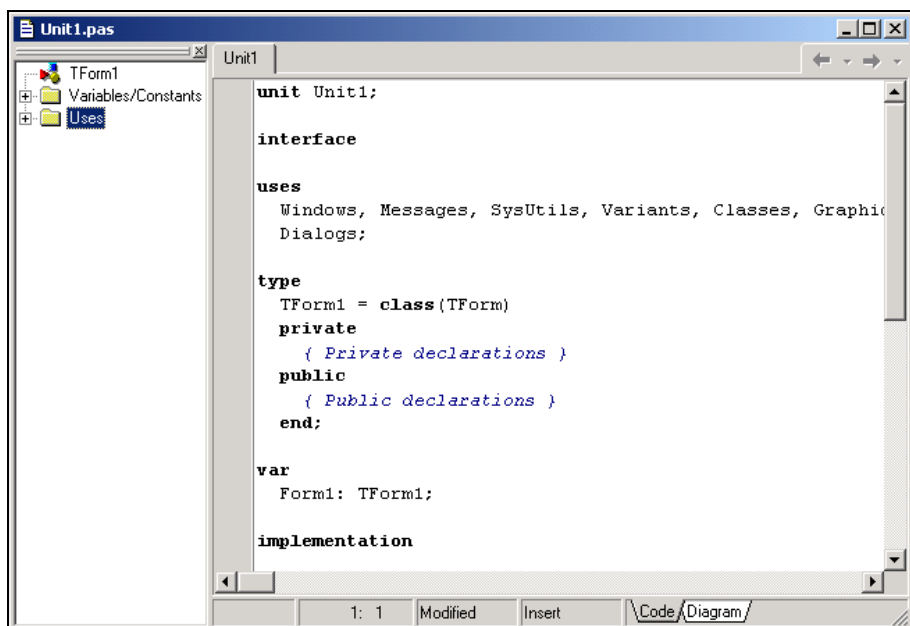 Unit1.pas
TForm1
Variables/Constants
Uses
Unit1
unit Unit1;
interface
uses
Windows, Messages, SysUtils, Variants, Classes,
Dialogs;
type
TForm1 = class(TForm)
private
{ Private declarations }
public
{ Public declarations }
end;
var
Form1: TForm1;
implementation
1: 1
Modified
Insert
Code
Diagram